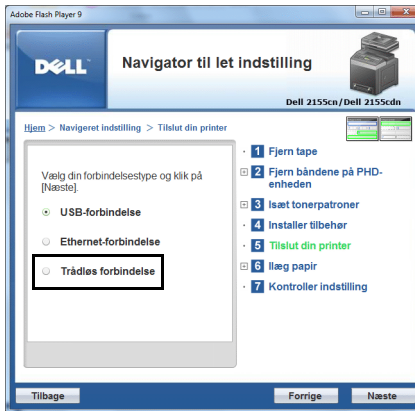 Adobe Flash Player 9
DELL
Navigator til let indstilling
Dell 2155cn/Dell 2155cdn
Hjem > Navigeret indstilling > Tilslut din printer
Vælg din forbindelsestype og klik på
[Næste].
USB-forbindelse
Ethernet-forbindelse
Trådløs forbindelse
1 Fjern tape
2 Fjern båndene på PHD-
enheden
3 Isæt tonerpatroner
4 Installer tilbehør
5 Tilslut din printer
6 Ilæg papir
7 Kontroller indstilling
Tilbage
Forrige
Næste